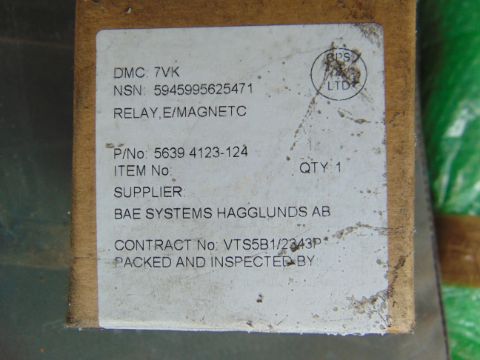 DMC: 7VK
NSN: 5945995625471
RELAY,E/MAGNETC
P/No: 5639 4123-124
ITEM No:
QTY 1
SUPPLIER:
BAE SYSTEMS HAGGLUNDS AB
CONTRACT No: VTS5B1/2343P
PACKED AND INSPECTED BY:
LTD